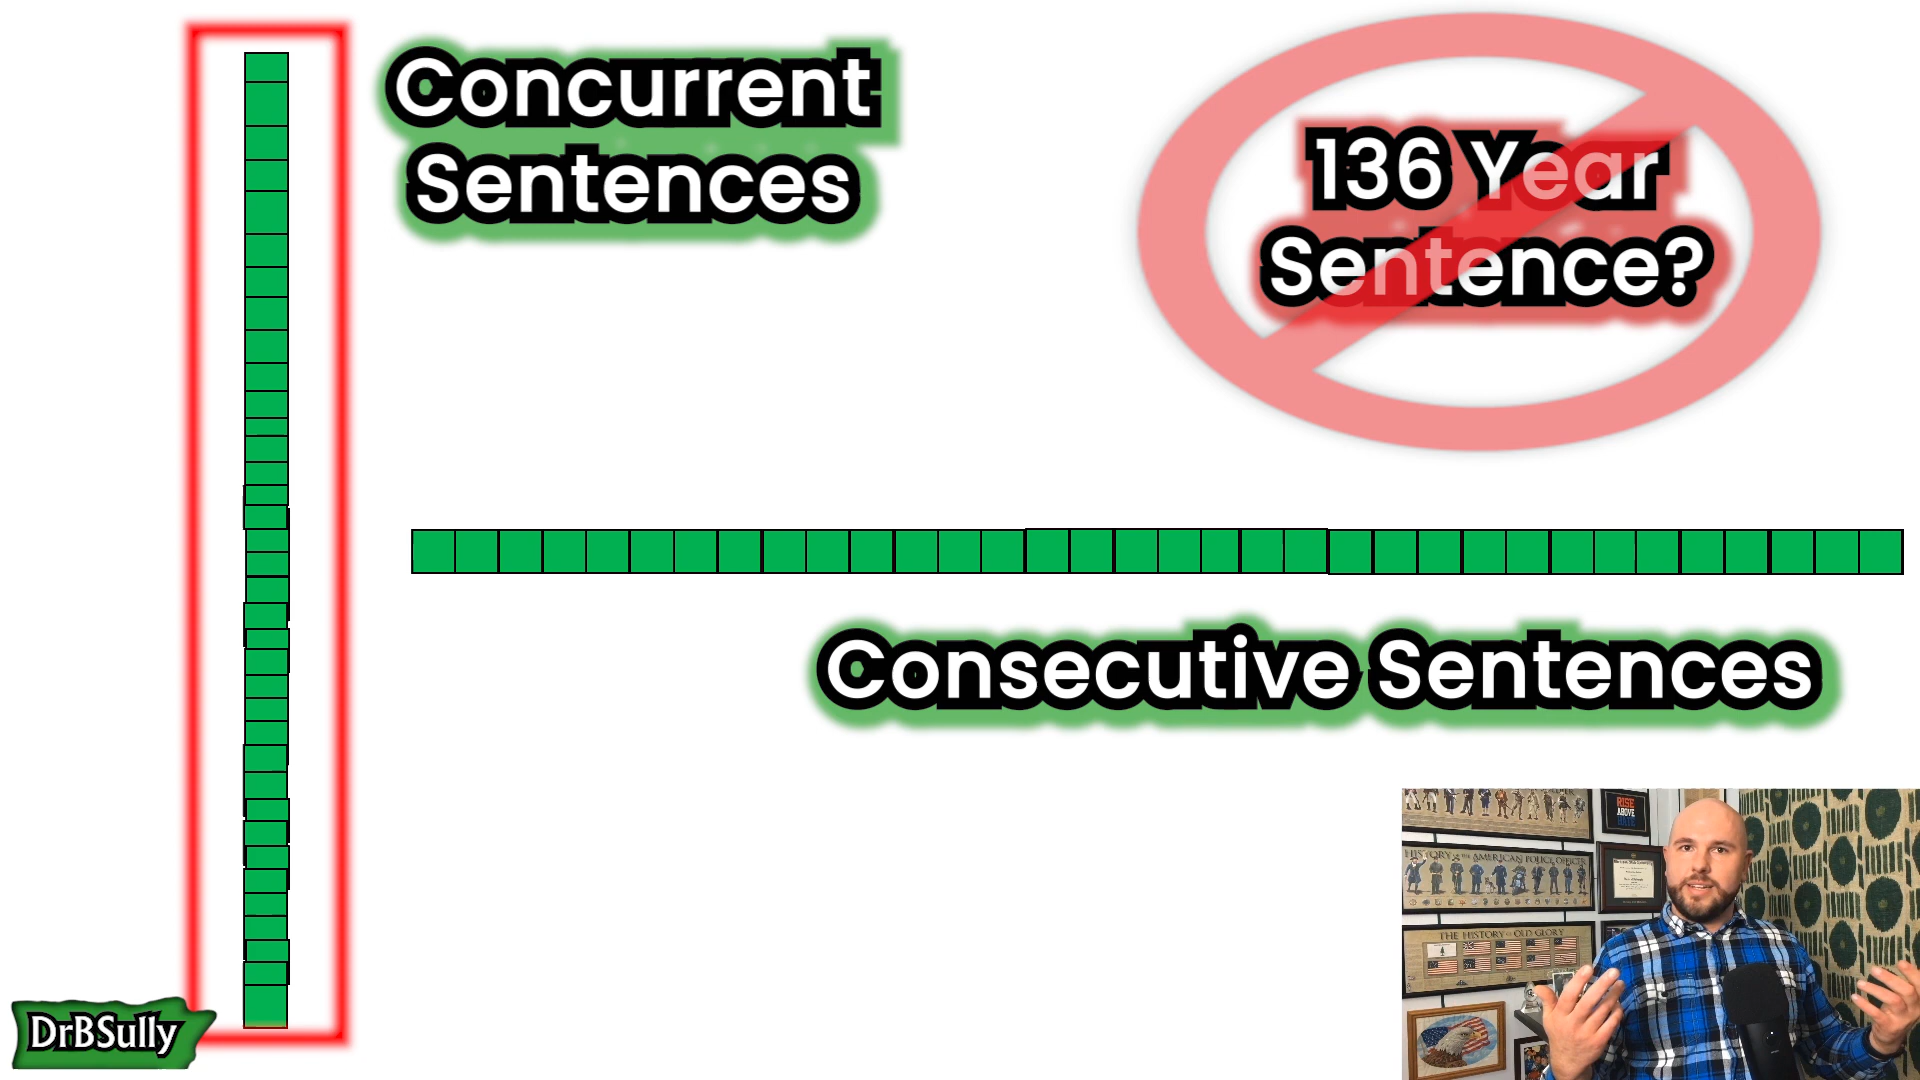 Concurrent
Sentences
136 Year
Sentence?
Consecutive Sentences
RISE
ABOVE
HATE
HISTORY OF THE AMERICAN POLICE OFFICER
THE HISTORY OF OLD GLORY
DrBSully